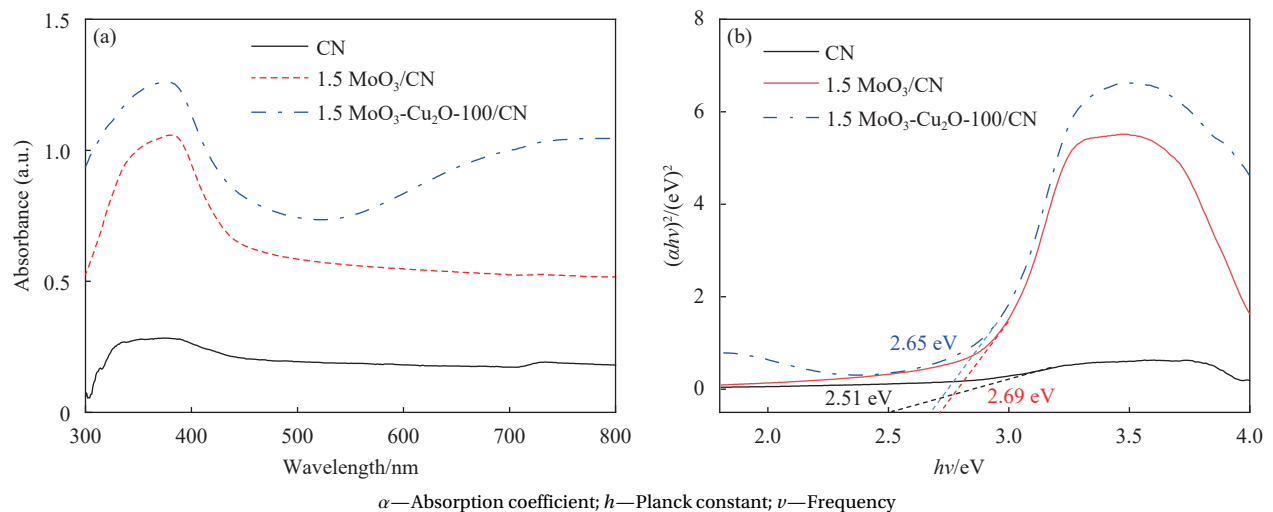 (a)
CN
1.5 MoO₃/CN
1.5 MoO₃-Cu₂O-100/CN
Absorbance (a.u.)
1.5
1.0
0.5
0
300 400 500 600 700 800
Wavelength/nm
(b)
CN
1.5 MoO₃/CN
1.5 MoO₃-Cu₂O-100/CN
(αhν)²/(eV)²
8
6
4
2
0
2.65 eV
2.51 eV
2.69 eV
2.0 2.5 3.0 3.5 4.0
hν/eV
α—Absorption coefficient; h—Planck constant; υ—Frequency